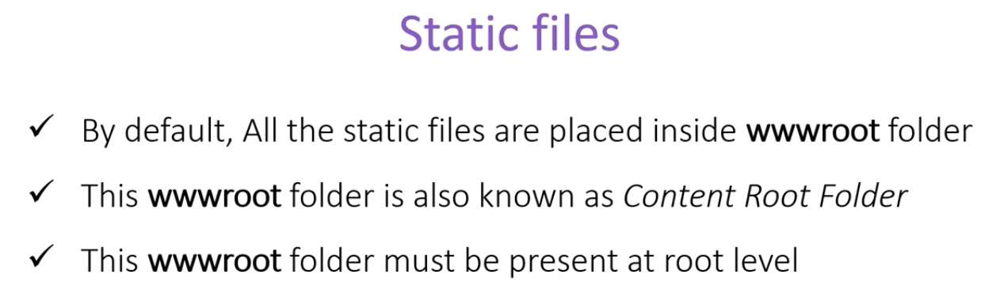 Static files
✓ By default, All the static files are placed inside wwwroot folder
✓ This wwwroot folder is also known as Content Root Folder
✓ This wwwroot folder must be present at root level